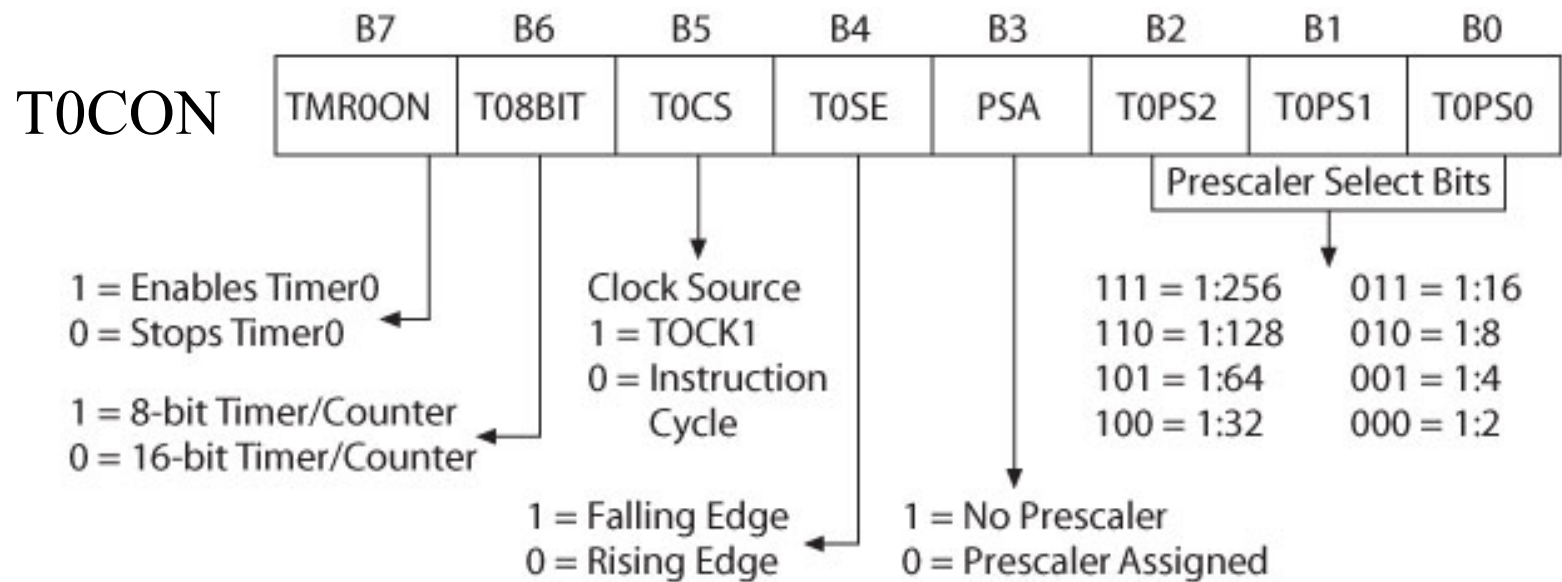 B7 B6 B5 B4 B3 B2 B1 B0
T0CON TMR0ON T08BIT T0CS T0SE PSA T0PS2 T0PS1 T0PS0
Prescaler Select Bits
1 = Enables Timer0
0 = Stops Timer0
1 = 8-bit Timer/Counter
0 = 16-bit Timer/Counter
Clock Source
1 = TOCK1
0 = Instruction
Cycle
1 = Falling Edge
0 = Rising Edge
1 = No Prescaler
0 = Prescaler Assigned
111 = 1:256 011 = 1:16
110 = 1:128 010 = 1:8
101 = 1:64 001 = 1:4
100 = 1:32 000 = 1:2